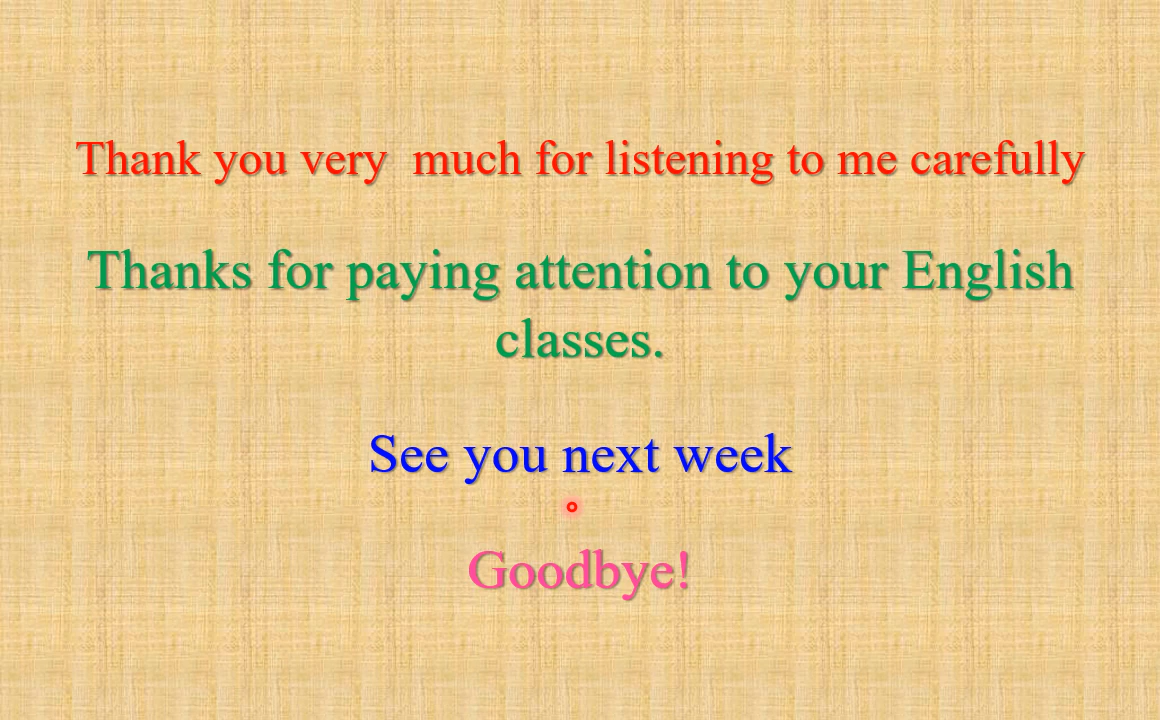 Thank you very  much for listening to me carefully
Thanks for paying attention to your English
classes.
See you next week
Goodbye!